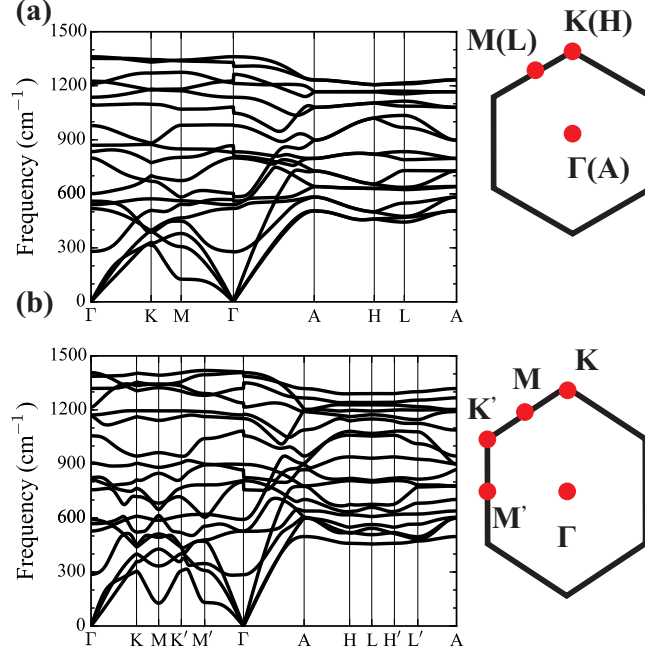 (a)
1500
1200
900
600
300
0
Frequency (cm⁻¹)
Γ K M Γ A H L A
M(L)
K(H)
Γ(A)
(b)
1500
1200
900
600
300
0
Frequency (cm⁻¹)
Γ K M K′ M′ Γ A H L H′ L′ A
K
M
K’
M’
Γ